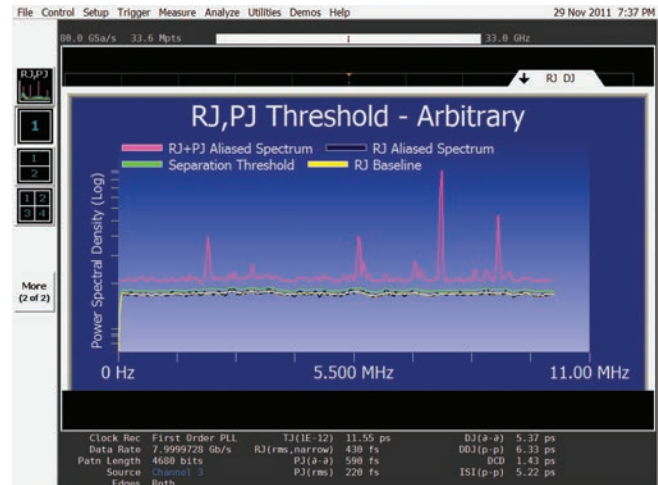 File Control Setup Trigger Measure Analyze Utilities Demos Help 29 Nov 2011 7:37 PM
80.0 GSa/s 33.6 Mpts 33.0 GHz
RJ,PJ
RJ DJ
1
1
2
1 2
3 4
More
(2 of 2)
RJ,PJ Threshold - Arbitrary
RJ+PJ Aliased Spectrum RJ Aliased Spectrum
Separation Threshold RJ Baseline
Power Spectral Density (Log)
0 Hz 5.500 MHz 11.00 MHz
Clock Rec First Order PLL TJ(1E-12) 11.55 ps DJ(∂-∂) 5.37 ps
Data Rate 7.9999728 Gb/s RJ(rms,narrow) 430 fs DDJ(p-p) 6.33 ps
Patn Length 4680 bits PJ(∂-∂) 590 fs DCD 1.43 ps
Source Channel 3 PJ(rms) 220 fs ISI(p-p) 5.22 ps
Edges Both